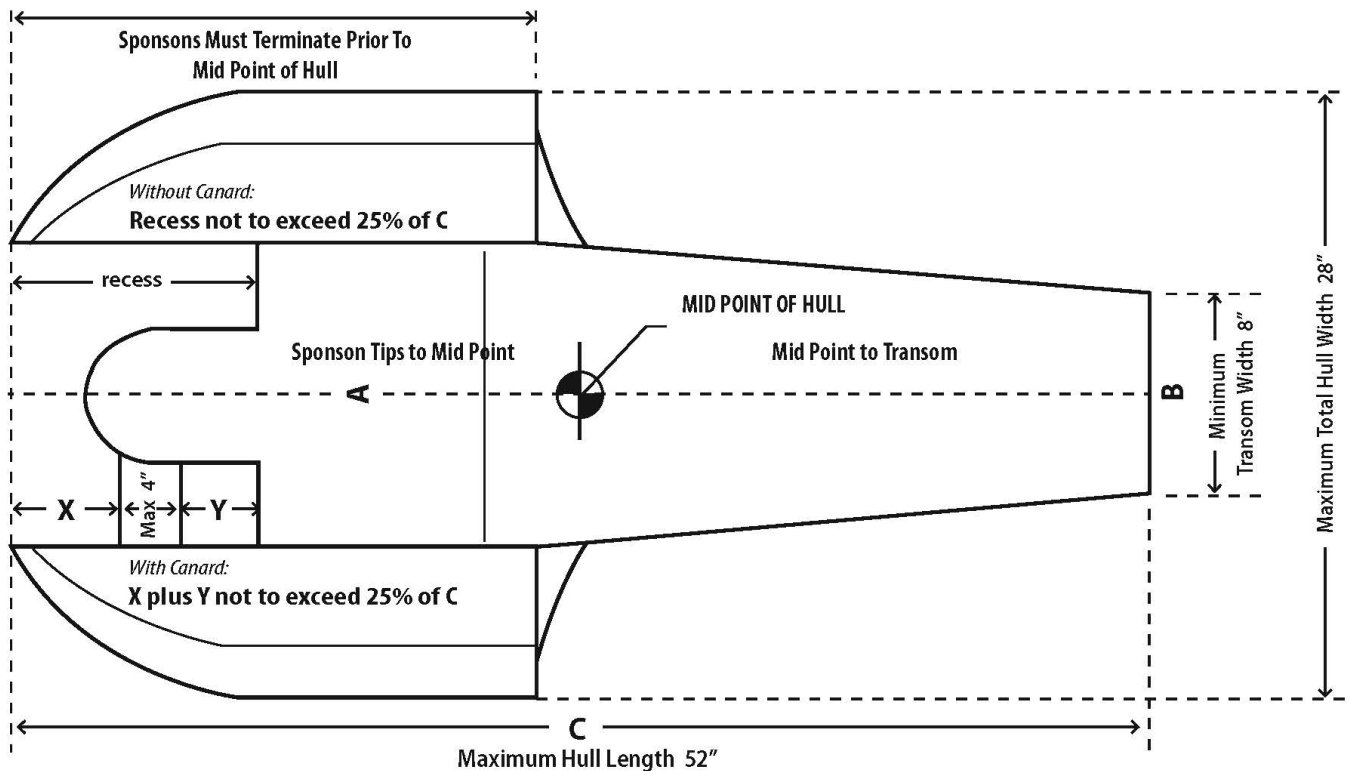 Sponsons Must Terminate Prior To
Mid Point of Hull
Without Canard:
Recess not to exceed 25% of C
recess
MID POINT OF HULL
Sponson Tips to Mid Point
Mid Point to Transom
A
B
Minimum
Transom Width 8”
Maximum Total Hull Width 28”
X
Max 4”
Y
With Canard:
X plus Y not to exceed 25% of C
C
Maximum Hull Length 52”